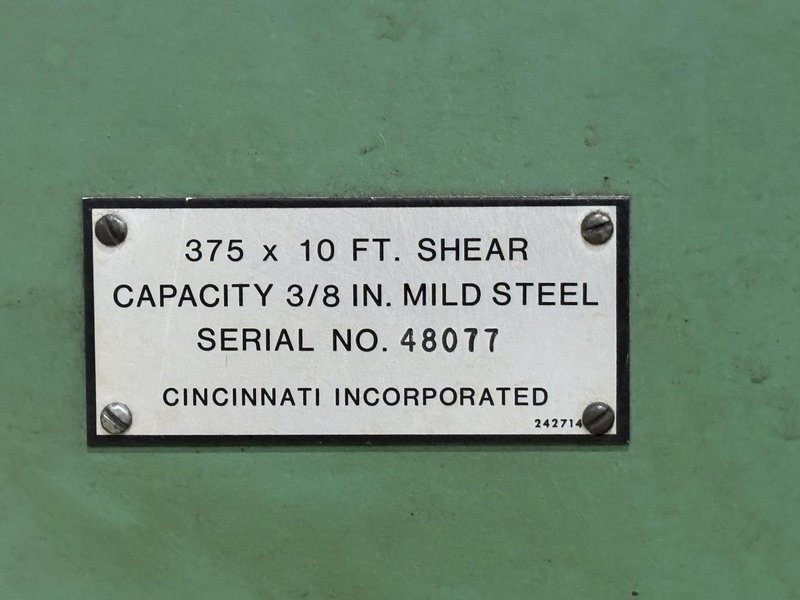 375 x 10 FT. SHEAR
CAPACITY 3/8 IN. MILD STEEL
SERIAL NO. 48077
CINCINNATI INCORPORATED
242714